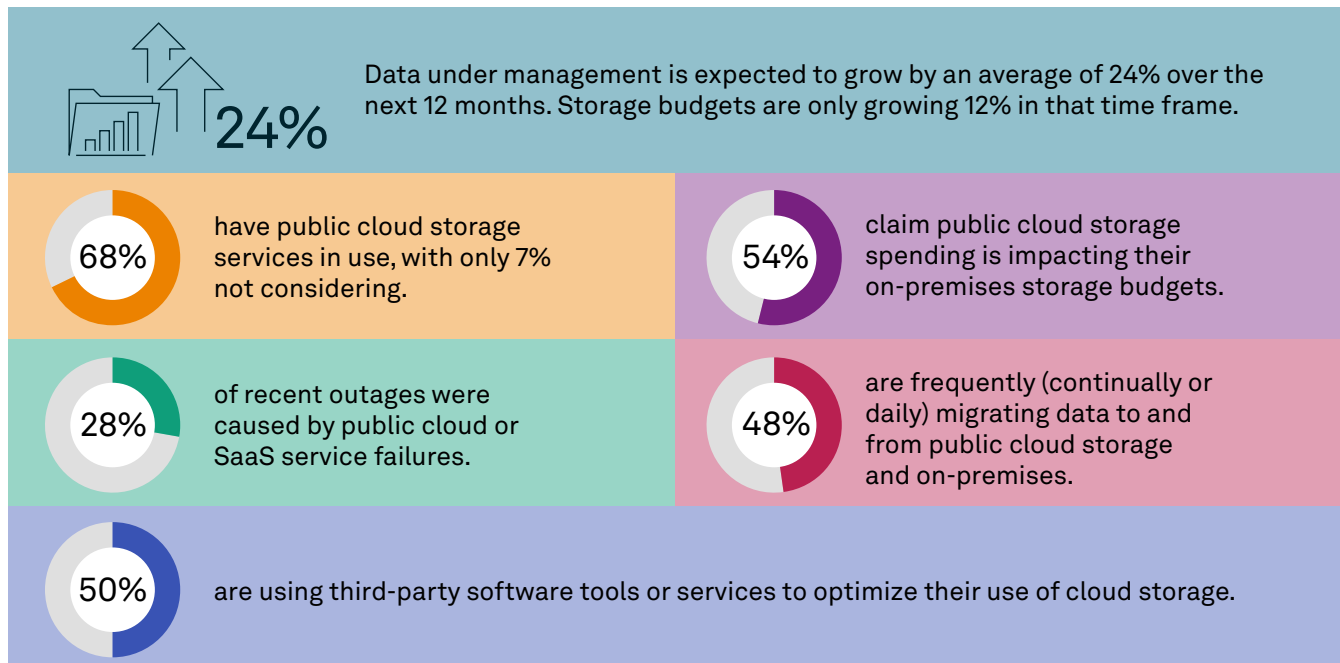 24%
Data under management is expected to grow by an average of 24% over the
next 12 months. Storage budgets are only growing 12% in that time frame.
68%
have public cloud storage
services in use, with only 7%
not considering.
54%
claim public cloud storage
spending is impacting their
on-premises storage budgets.
28%
of recent outages were
caused by public cloud or
SaaS service failures.
48%
are frequently (continually or
daily) migrating data to and
from public cloud storage
and on-premises.
50%
are using third-party software tools or services to optimize their use of cloud storage.